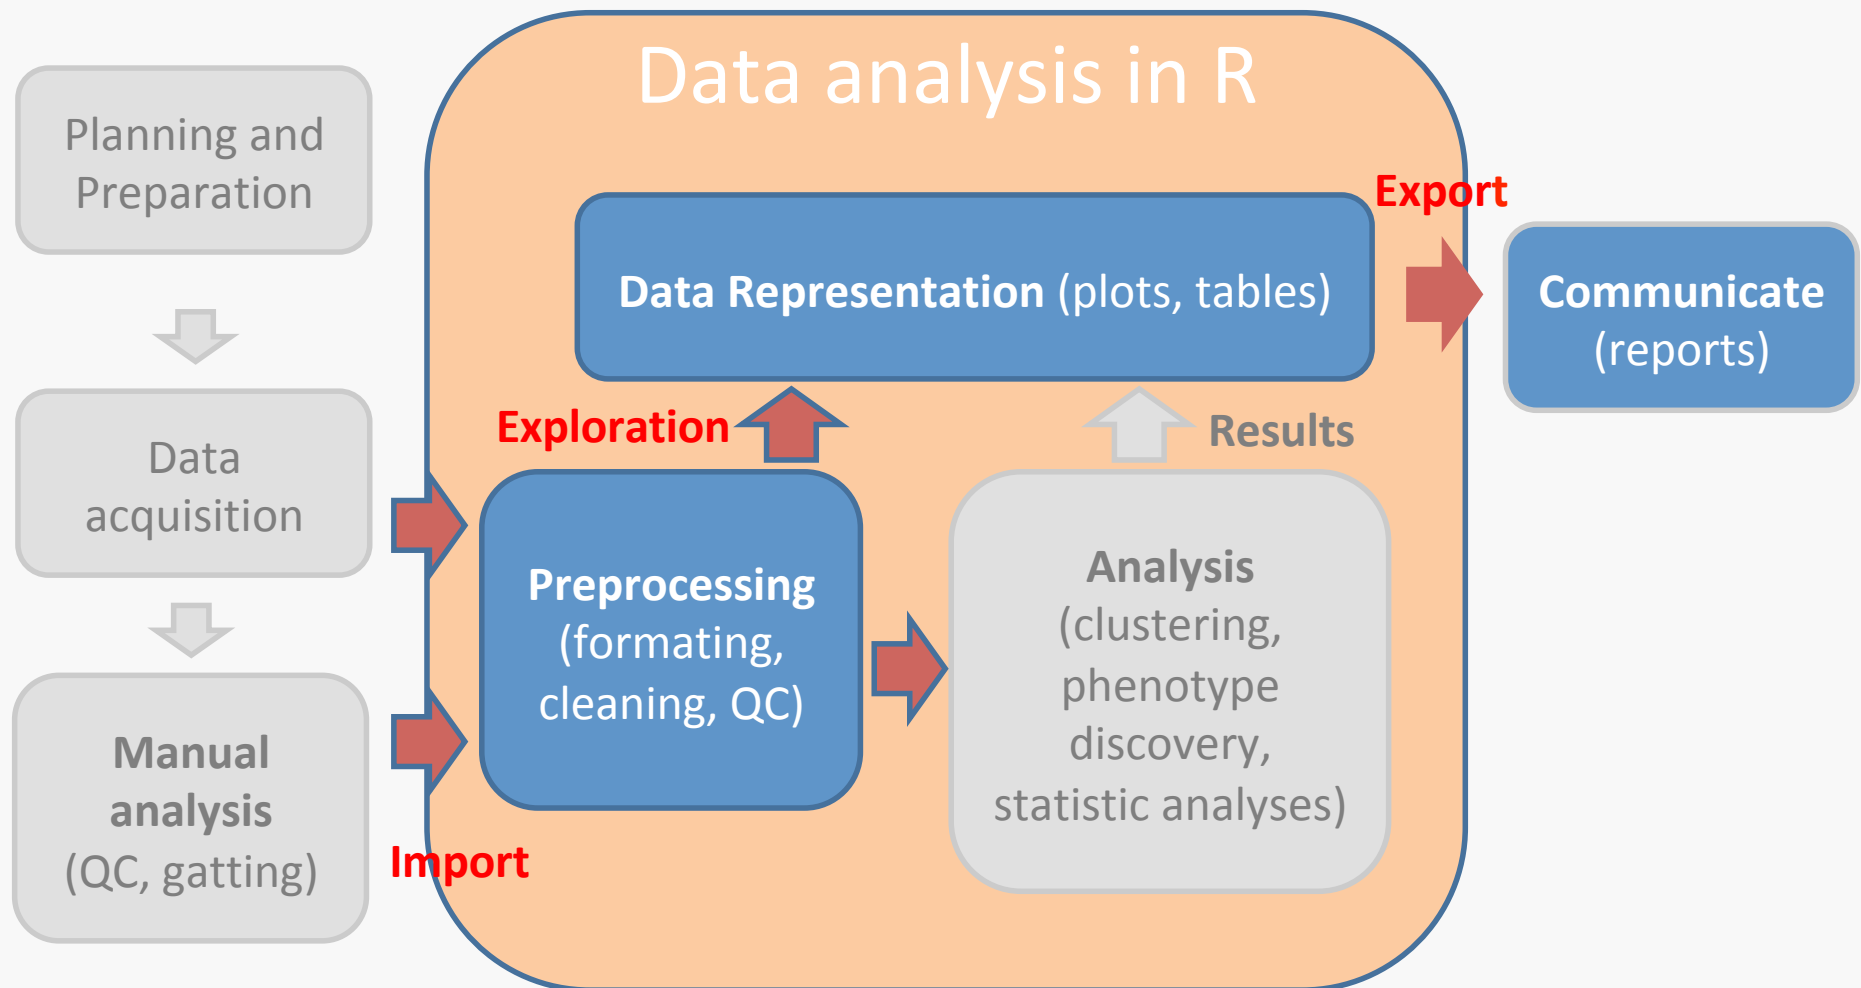 Data analysis in R
Planning and
Preparation
Data
acquisition
Manual
analysis
(QC, gatting)
Import
Preprocessing
(formating,
cleaning, QC)
Exploration
Data Representation (plots, tables)
Analysis
(clustering,
phenotype
discovery,
statistic analyses)
Results
Export
Communicate
(reports)